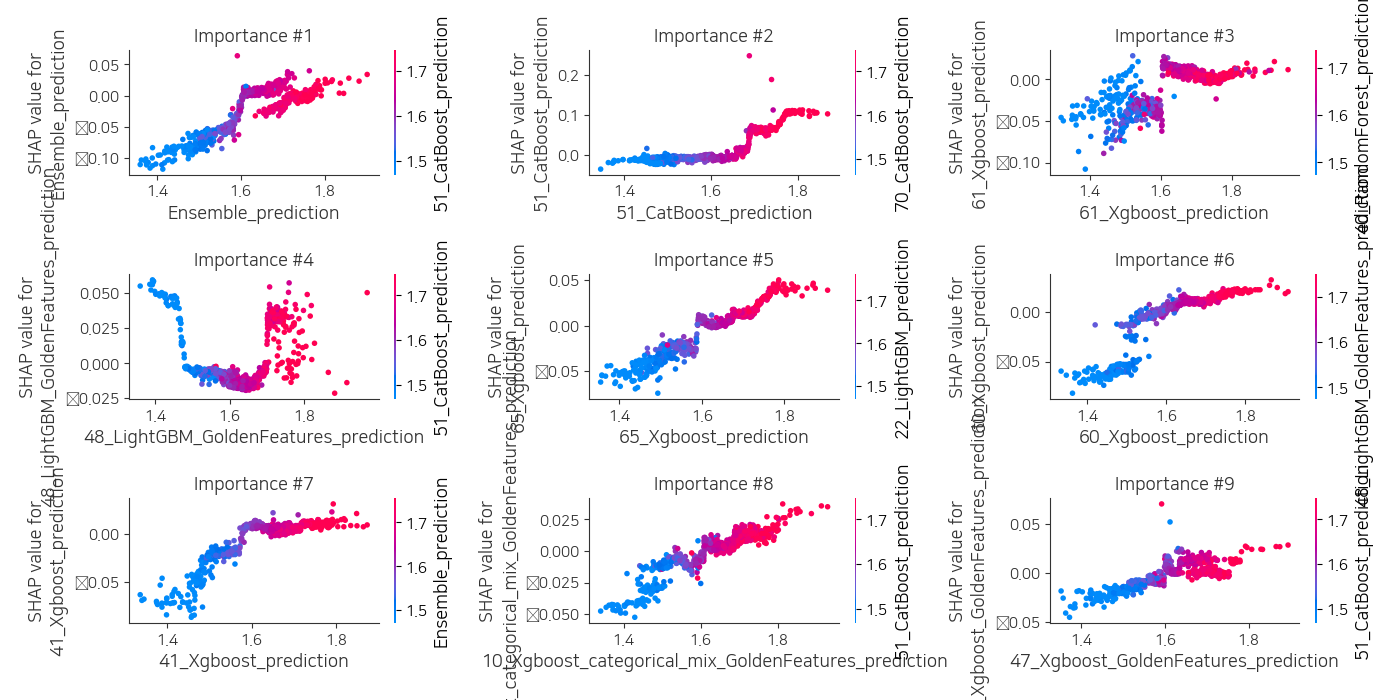 Importance #1
SHAP value for
Ensemble_prediction
0.05
0.00
0.05
0.10
1.4
1.6
1.8
Ensemble_prediction
1.7
1.6
1.5
51_CatBoost_prediction
Importance #2
SHAP value for
51_CatBoost_prediction
0.2
0.1
0.0
1.4
1.6
1.8
51_CatBoost_prediction
1.7
1.6
1.5
70_CatBoost_prediction
Importance #3
SHAP value for
61_Xgboost_prediction
0.00
0.05
0.10
1.4
1.6
1.8
61_Xgboost_prediction
1.7
1.6
1.5
Importance #4
SHAP value for
48_LightGBM_GoldenFeatures_prediction
0.050
0.025
0.000
0.025
1.4
1.6
1.8
48_LightGBM_GoldenFeatures_prediction
1.7
1.6
1.5
51_CatBoost_prediction
Importance #5
SHAP value for
65_Xgboost_prediction
0.05
0.00
0.05
1.4
1.6
1.8
65_Xgboost_prediction
1.7
1.6
1.5
22_LightGBM_prediction
Importance #6
SHAP value for
60_Xgboost_prediction
0.00
0.05
1.4
1.6
1.8
60_Xgboost_prediction
1.7
1.6
1.5
48_LightGBM_GoldenFeatures_prediction
Importance #7
SHAP value for
41_Xgboost_prediction
0.00
0.05
1.4
1.6
1.8
41_Xgboost_prediction
1.7
1.6
1.5
Ensemble_prediction
Importance #8
SHAP value for
_categorical_mix_GoldenFeatures_prediction
0.025
0.000
0.025
0.050
1.4
1.6
1.8
10_Xgboost_categorical_mix_GoldenFeatures_prediction
1.7
1.6
1.5
51_CatBoost_prediction
Importance #9
SHAP value for
Xgboost_GoldenFeatures_prediction
0.05
0.00
0.05
1.4
1.6
1.8
47_Xgboost_GoldenFeatures_prediction
1.7
1.6
1.5
51_CatBoost_prediction